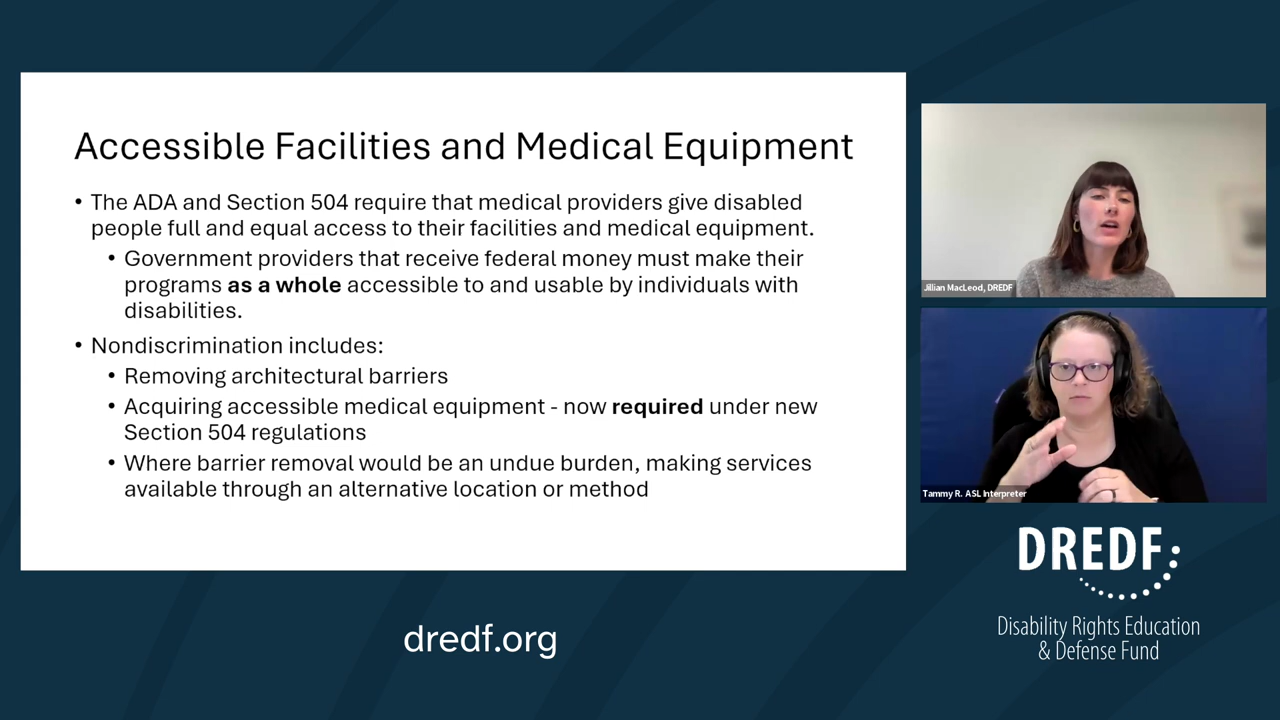 Accessible Facilities and Medical Equipment
• The ADA and Section 504 require that medical providers give disabled
people full and equal access to their facilities and medical equipment.
• Government providers that receive federal money must make their
programs as a whole accessible to and usable by individuals with
disabilities.
• Nondiscrimination includes:
• Removing architectural barriers
• Acquiring accessible medical equipment - now required under new
Section 504 regulations
• Where barrier removal would be an undue burden, making services
available through an alternative location or method
Jillian MacLeod, DREDF
Tammy R. ASL Interpreter
DREDF
Disability Rights Education
& Defense Fund
dredf.org